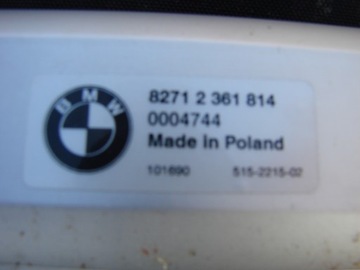 BMW
8271 2 361 814
0004744
Made in Poland
101690 515-2215-02